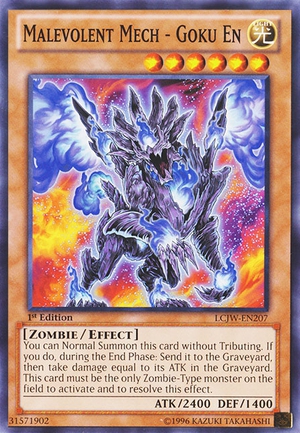 MALEVOLENT MECH - GOKU EN
LIGHT
光
1st Edition
LCJW-EN207
[ZOMBIE / EFFECT]
You can Normal Summon this card without Tributing. If
you do, during the End Phase: Send it to the Graveyard,
then take damage equal to its ATK in the Graveyard.
This card must be the only Zombie-Type monster on the
field to activate and to resolve this effect.
ATK/2400 DEF/1400
31571902
©1996 KAZUKI TAKAHASHI